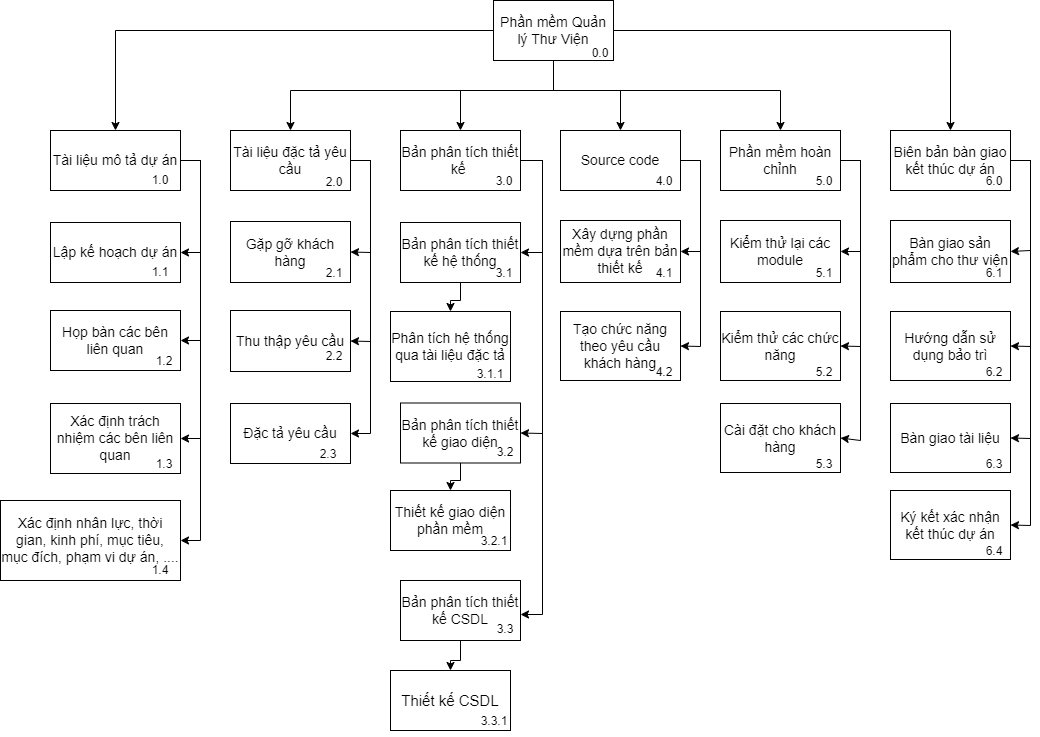 Phần mềm Quản
lý Thư Viện
0.0
Tài liệu mô tả dự án
1.0
Lập kế hoạch dự án
1.1
Họp bàn các bên
liên quan
1.2
Xác định trách
nhiệm các bên liên
quan
1.3
Xác định nhân lực, thời
gian, kinh phí, mục tiêu,
mục đích, phạm vi dự án, ....
1.4
Tài liệu đặc tả yêu
cầu
2.0
Gặp gỡ khách
hàng
2.1
Thu thập yêu cầu
2.2
Đặc tả yêu cầu
2.3
Bản phân tích thiết
kế
3.0
Bản phân tích thiết
kế hệ thống
3.1
Phân tích hệ thống
qua tài liệu đặc tả
3.1.1
Bản phân tích thiết
kế giao diện
3.2
Thiết kế giao diện
phần mềm
3.2.1
Bản phân tích thiết
kế CSDL
3.3
Thiết kế CSDL
3.3.1
Source code
4.0
Xây dựng phần
mềm dựa trên bản
thiết kế
4.1
Tạo chức năng
theo yêu cầu
khách hàng
4.2
Phần mềm hoàn
chỉnh
5.0
Kiểm thử lại các
module
5.1
Kiểm thử các chức
năng
5.2
Cài đặt cho khách
hàng
5.3
Biên bản bàn giao
kết thúc dự án
6.0
Bàn giao sản
phẩm cho thư viện
6.1
Hướng dẫn sử
dụng bảo trì
6.2
Bàn giao tài liệu
6.3
Ký kết xác nhận
kết thúc dự án
6.4